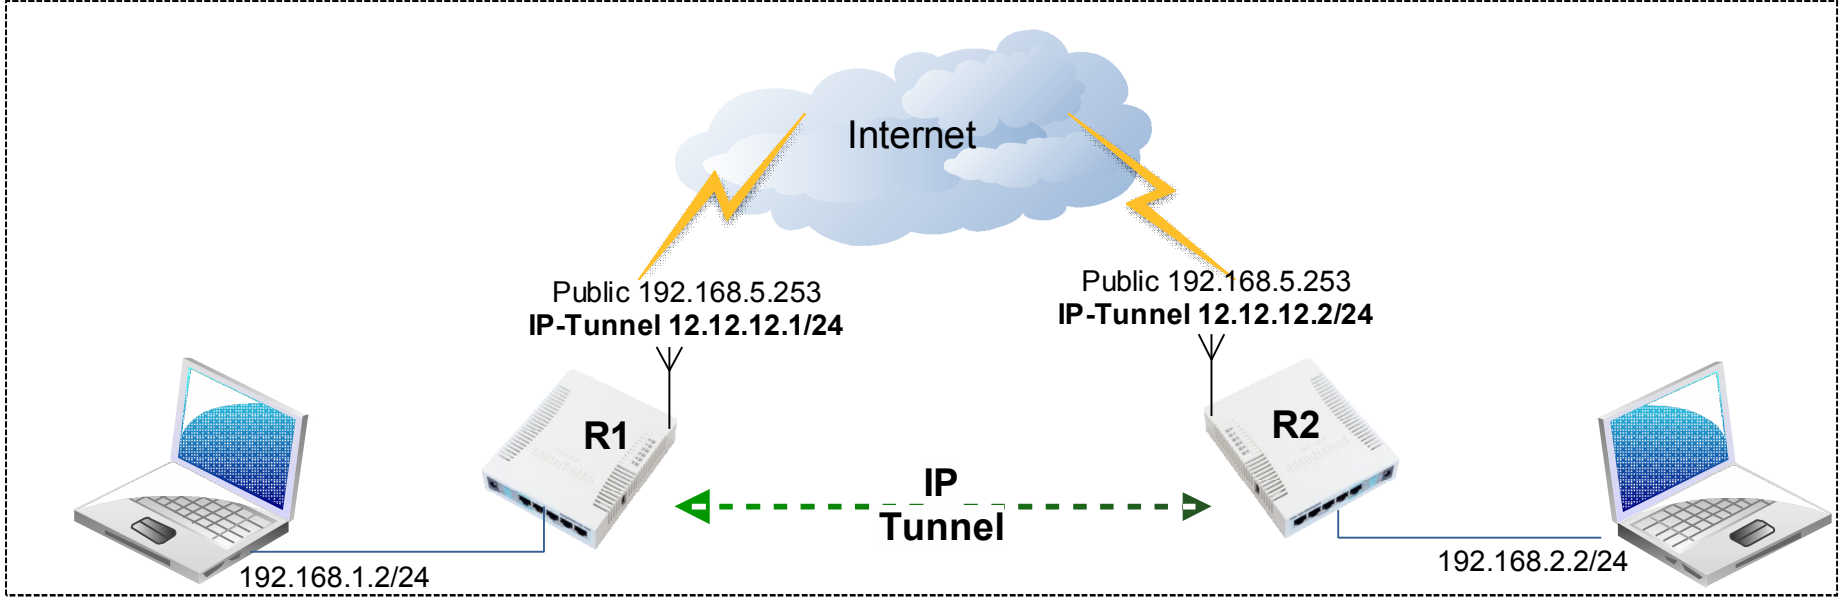 Internet
Public 192.168.5.253
IP-Tunnel 12.12.12.1/24
Public 192.168.5.253
IP-Tunnel 12.12.12.2/24
R1
R2
IP
Tunnel
192.168.1.2/24
192.168.2.2/24